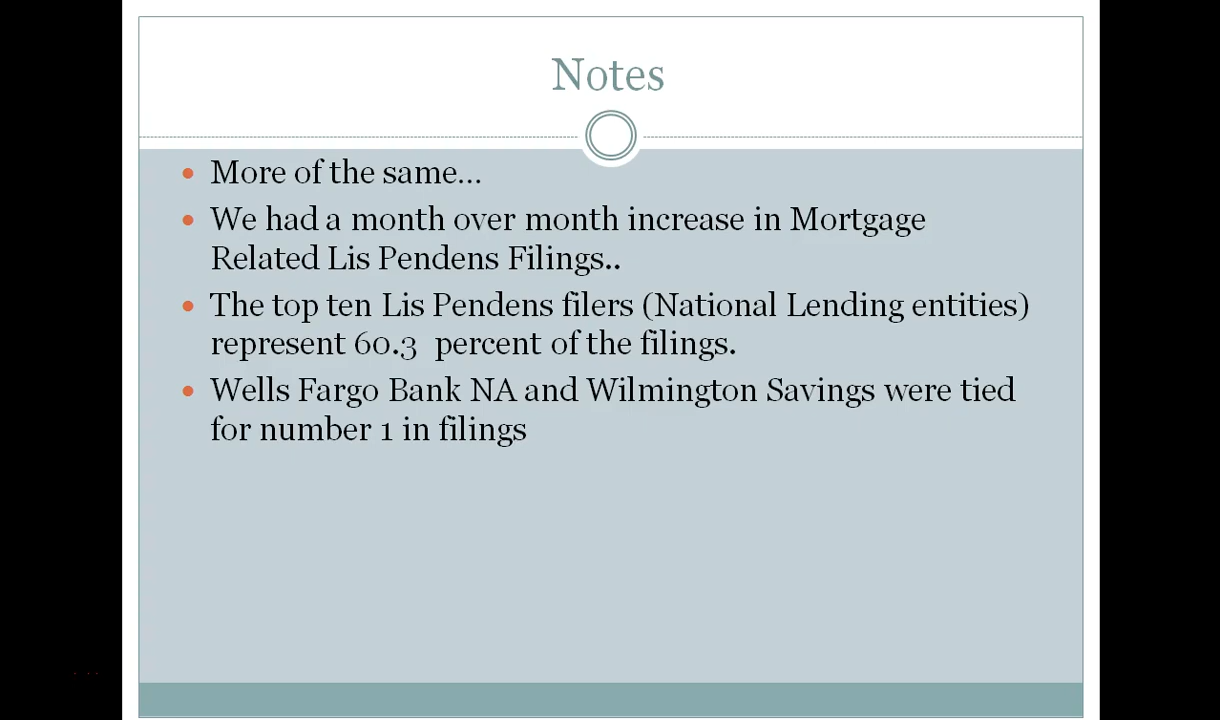 Notes
More of the same...
We had a month over month increase in Mortgage
Related Lis Pendens Filings..
The top ten Lis Pendens filers (National Lending entities)
represent 60.3  percent of the filings.
Wells Fargo Bank NA and Wilmington Savings were tied
for number 1 in filings